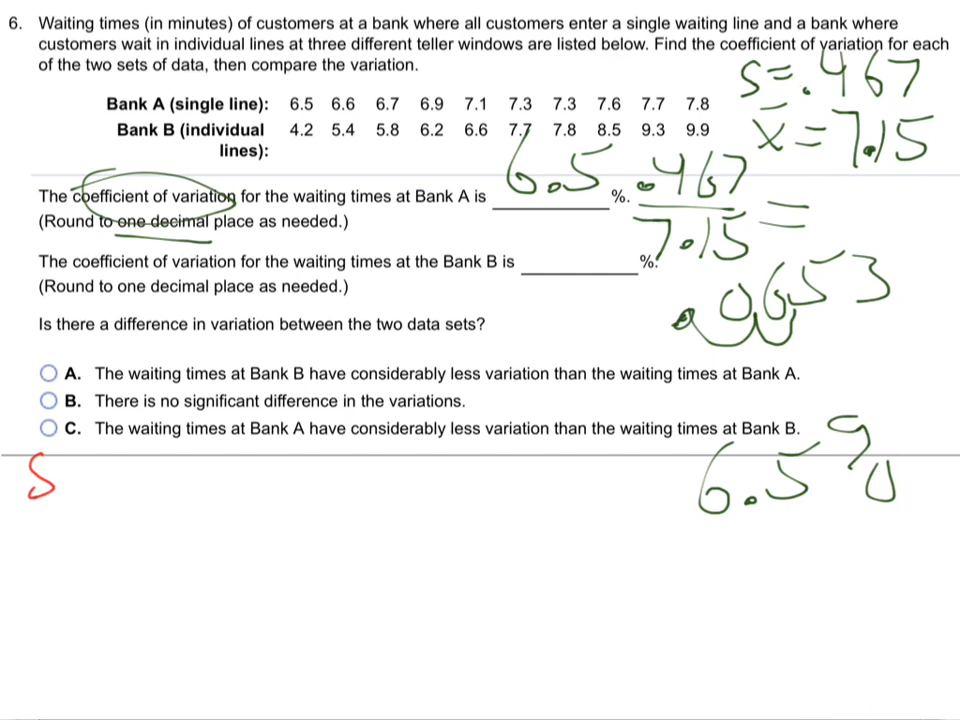 6. Waiting times (in minutes) of customers at a bank where all customers enter a single waiting line and a bank where
customers wait in individual lines at three different teller windows are listed below. Find the coefficient of variation for each
of the two sets of data, then compare the variation.
s = .467
Bank A (single line): 6.5 6.6 6.7 6.9 7.1 7.3 7.3 7.6 7.7 7.8
x̄ = 7.15
Bank B (individual 4.2 5.4 5.8 6.2 6.6 7.7 7.8 8.5 9.3 9.9
lines):
The coefficient of variation for the waiting times at Bank A is 6.5 %.
.467
7.15 =
(Round to one decimal place as needed.)
The coefficient of variation for the waiting times at the Bank B is ____________ %.
.0653
(Round to one decimal place as needed.)
Is there a difference in variation between the two data sets?
A. The waiting times at Bank B have considerably less variation than the waiting times at Bank A.
B. There is no significant difference in the variations.
C. The waiting times at Bank A have considerably less variation than the waiting times at Bank B.
6.5 %
S